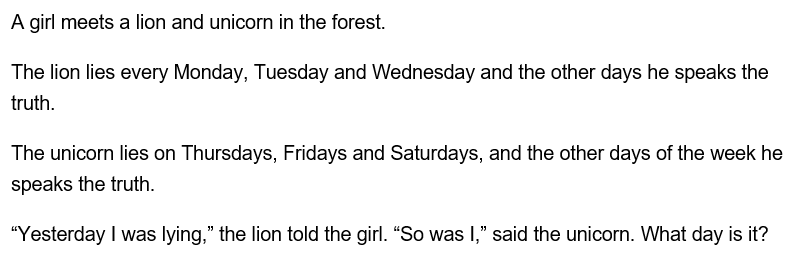 A girl meets a lion and unicorn in the forest.
The lion lies every Monday, Tuesday and Wednesday and the other days he speaks the
truth.
The unicorn lies on Thursdays, Fridays and Saturdays, and the other days of the week he
speaks the truth.
“Yesterday I was lying,” the lion told the girl. “So was I,” said the unicorn. What day is it?